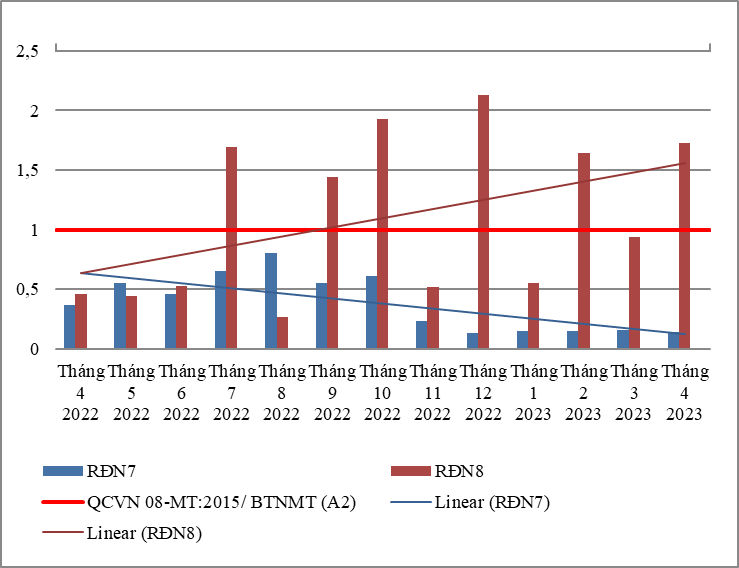 2,5
2
1,5
1
0,5
0
Tháng 4 2022
Tháng 5 2022
Tháng 6 2022
Tháng 7 2022
Tháng 8 2022
Tháng 9 2022
Tháng 10 2022
Tháng 11 2022
Tháng 12 2022
Tháng 1 2023
Tháng 2 2023
Tháng 3 2023
Tháng 4 2023
RĐN7
RĐN8
QCVN 08-MT:2015/ BTNMT (A2)
Linear (RĐN7)
Linear (RĐN8)